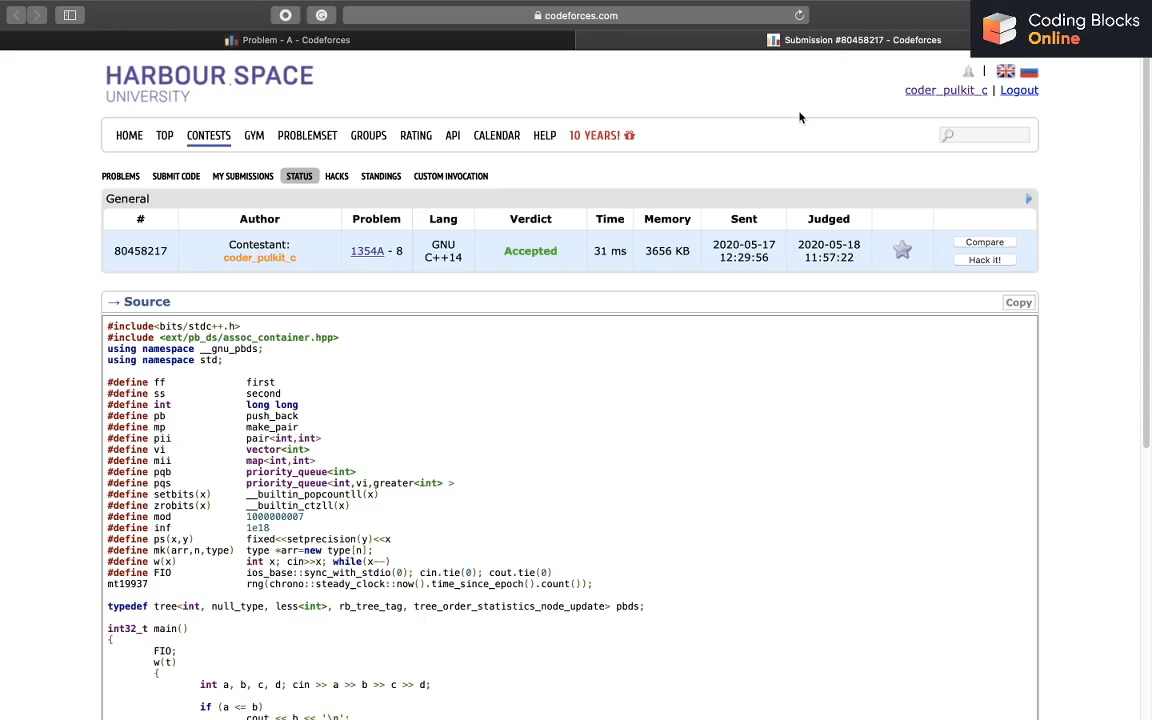 codeforces.com
Problem - A - Codeforces
Submission #80458217 - Codeforces
Coding Blocks
Online
HARBOUR.SPACE
UNIVERSITY
coder_pulkit_c | Logout
HOME TOP CONTESTS GYM PROBLEMSET GROUPS RATING API CALENDAR HELP 10 YEARS!
PROBLEMS SUBMIT CODE MY SUBMISSIONS STATUS HACKS STANDINGS CUSTOM INVOCATION
General
# Author Problem Lang Verdict Time Memory Sent Judged
80458217 Contestant: coder_pulkit_c 1354A - 8 GNU C++14 Accepted 31 ms 3656 KB 2020-05-17 12:29:56 2020-05-18 11:57:22 Compare Hack it!
→ Source Copy
#include<bits/stdc++.h>
#include <ext/pb_ds/assoc_container.hpp>
using namespace __gnu_pbds;
using namespace std;
#define ff first
#define ss second
#define int long long
#define pb push_back
#define mp make_pair
#define pii pair<int,int>
#define vi vector<int>
#define mii map<int,int>
#define pqb priority_queue<int>
#define pqs priority_queue<int,vi,greater<int> >
#define setbits(x) __builtin_popcountll(x)
#define zrobits(x) __builtin_ctzll(x)
#define mod 1000000007
#define inf 1e18
#define ps(x,y) fixed<<setprecision(y)<<x
#define mk(arr,n,type) type *arr=new type[n];
#define w(x) int x; cin>>x; while(x--)
#define FIO ios_base::sync_with_stdio(0); cin.tie(0); cout.tie(0)
mt19937 rng(chrono::steady_clock::now().time_since_epoch().count());
typedef tree<int, null_type, less<int>, rb_tree_tag, tree_order_statistics_node_update> pbds;
int32_t main()
{
FIO;
w(t)
{
int a, b, c, d; cin >> a >> b >> c >> d;
if (a <= b)
cout << b << '\n';